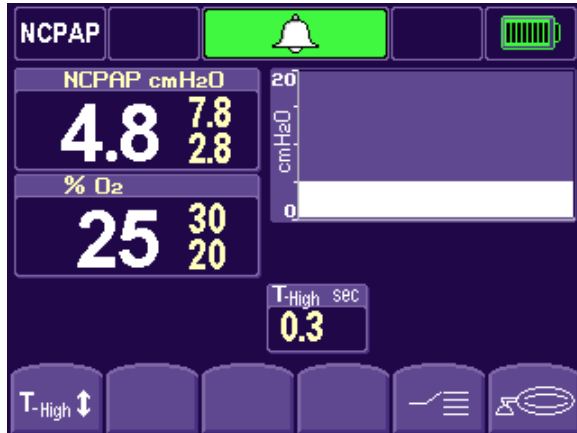 NCPAP
NCPAP cmH2O
4.8
7.8
2.8
% O2
25
30
20
20
cmH2O
0
T-High sec
0.3
T-High